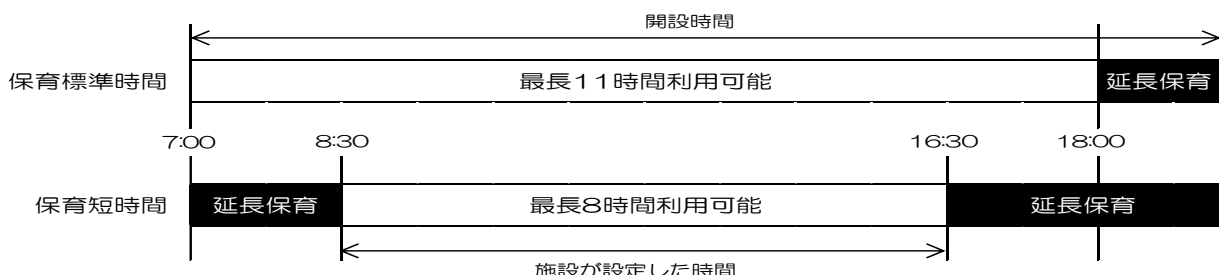 開設時間
保育標準時間 最長11時間利用可能 延長保育
7:00 8:30 16:30 18:00
保育短時間 延長保育 最長8時間利用可能 延長保育
施設が設定した時間